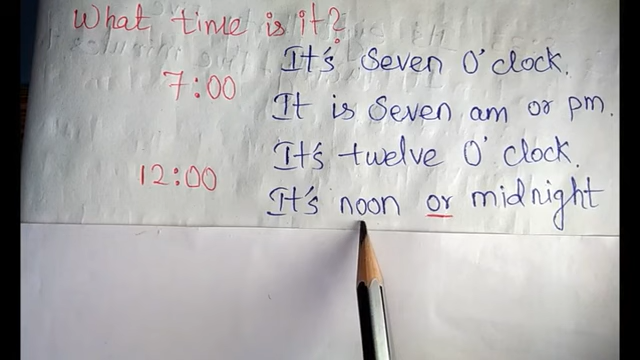 What time is it?
7:00 It's Seven O'clock.
It is Seven am or pm.
12:00 It's twelve O'clock.
It's noon or midnight